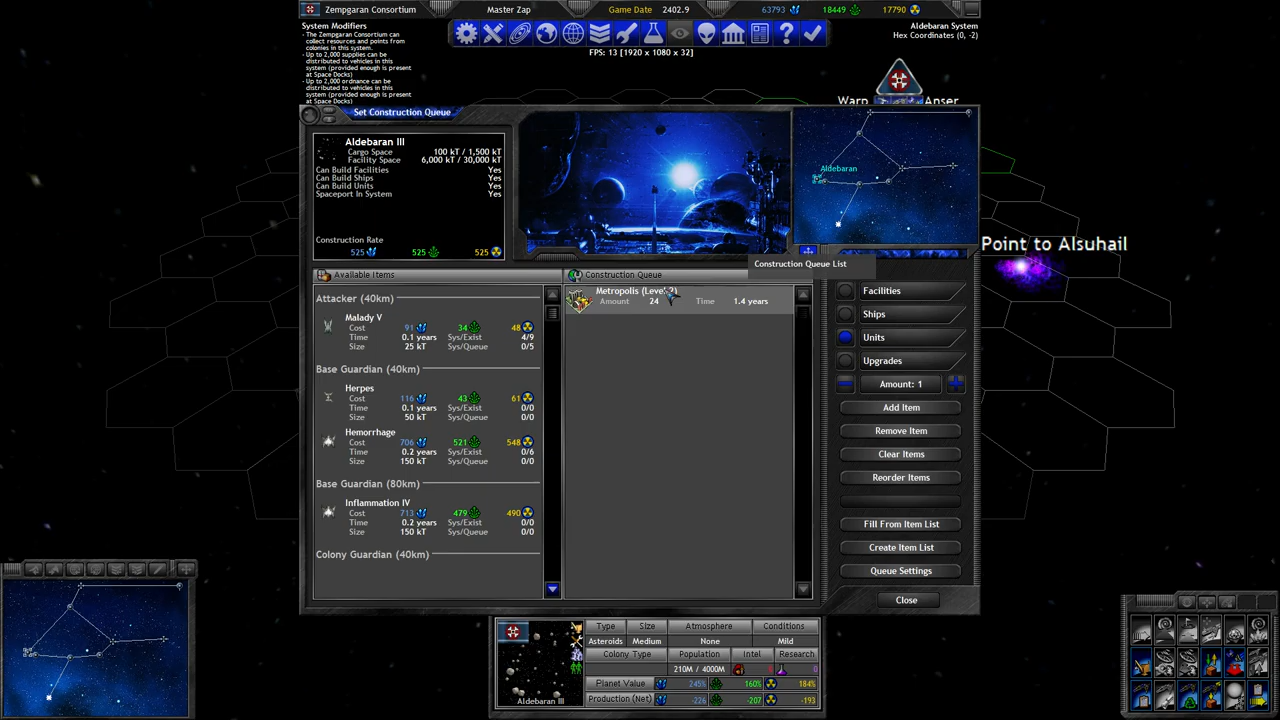 Zempgaran Consortium
Master Zap
Game Date 2402.9
63793
18449
17790
System Modifiers
- The Zempgaran Consortium can
collect resources and points from
colonies in this system.
- Up to 2,000 supplies can be
distributed to vehicles in this
system (provided enough is present
at Space Docks)
- Up to 2,000 ordnance can be
distributed to vehicles in this
system (provided enough is present
at Space Docks)
FPS: 13 [1920 x 1080 x 32]
Aldebaran System
Hex Coordinates (0, -2)
Warp
Anser
Point to Alsuhail
Set Construction Queue
Aldebaran III
Cargo Space 100 kT / 1,500 kT
Facility Space 6,000 kT / 30,000 kT
Can Build Facilities Yes
Can Build Ships Yes
Can Build Units Yes
Spaceport In System Yes
Construction Rate
525 525 525
Aldebaran
Construction Queue List
Available Items
Attacker (40km)
Malady V
Cost 91 34 48
Time 0.1 years Sys/Exist 4/9
Size 25 kT Sys/Queue 0/5
Base Guardian (40km)
Herpes
Cost 116 43 61
Time 0.1 years Sys/Exist 0/0
Size 50 kT Sys/Queue 0/0
Hemorrhage
Cost 706 521 548
Time 0.2 years Sys/Exist 0/6
Size 150 kT Sys/Queue 0/0
Base Guardian (80km)
Inflammation IV
Cost 713 479 490
Time 0.2 years Sys/Exist 0/0
Size 150 kT Sys/Queue 0/0
Colony Guardian (40km)
Construction Queue
Metropolis (Level
Amount 24 Time 1.4 years
Facilities
Ships
Units
Upgrades
Amount: 1
Add Item
Remove Item
Clear Items
Reorder Items
Fill From Item List
Create Item List
Queue Settings
Close
Type Size Atmosphere Conditions
Asteroids Medium None Mild
Colony Type Population Intel Research
210M / 4000M 0
Planet Value 245% 160% 184%
Production (Net) -226 -207 -193
Aldebaran III